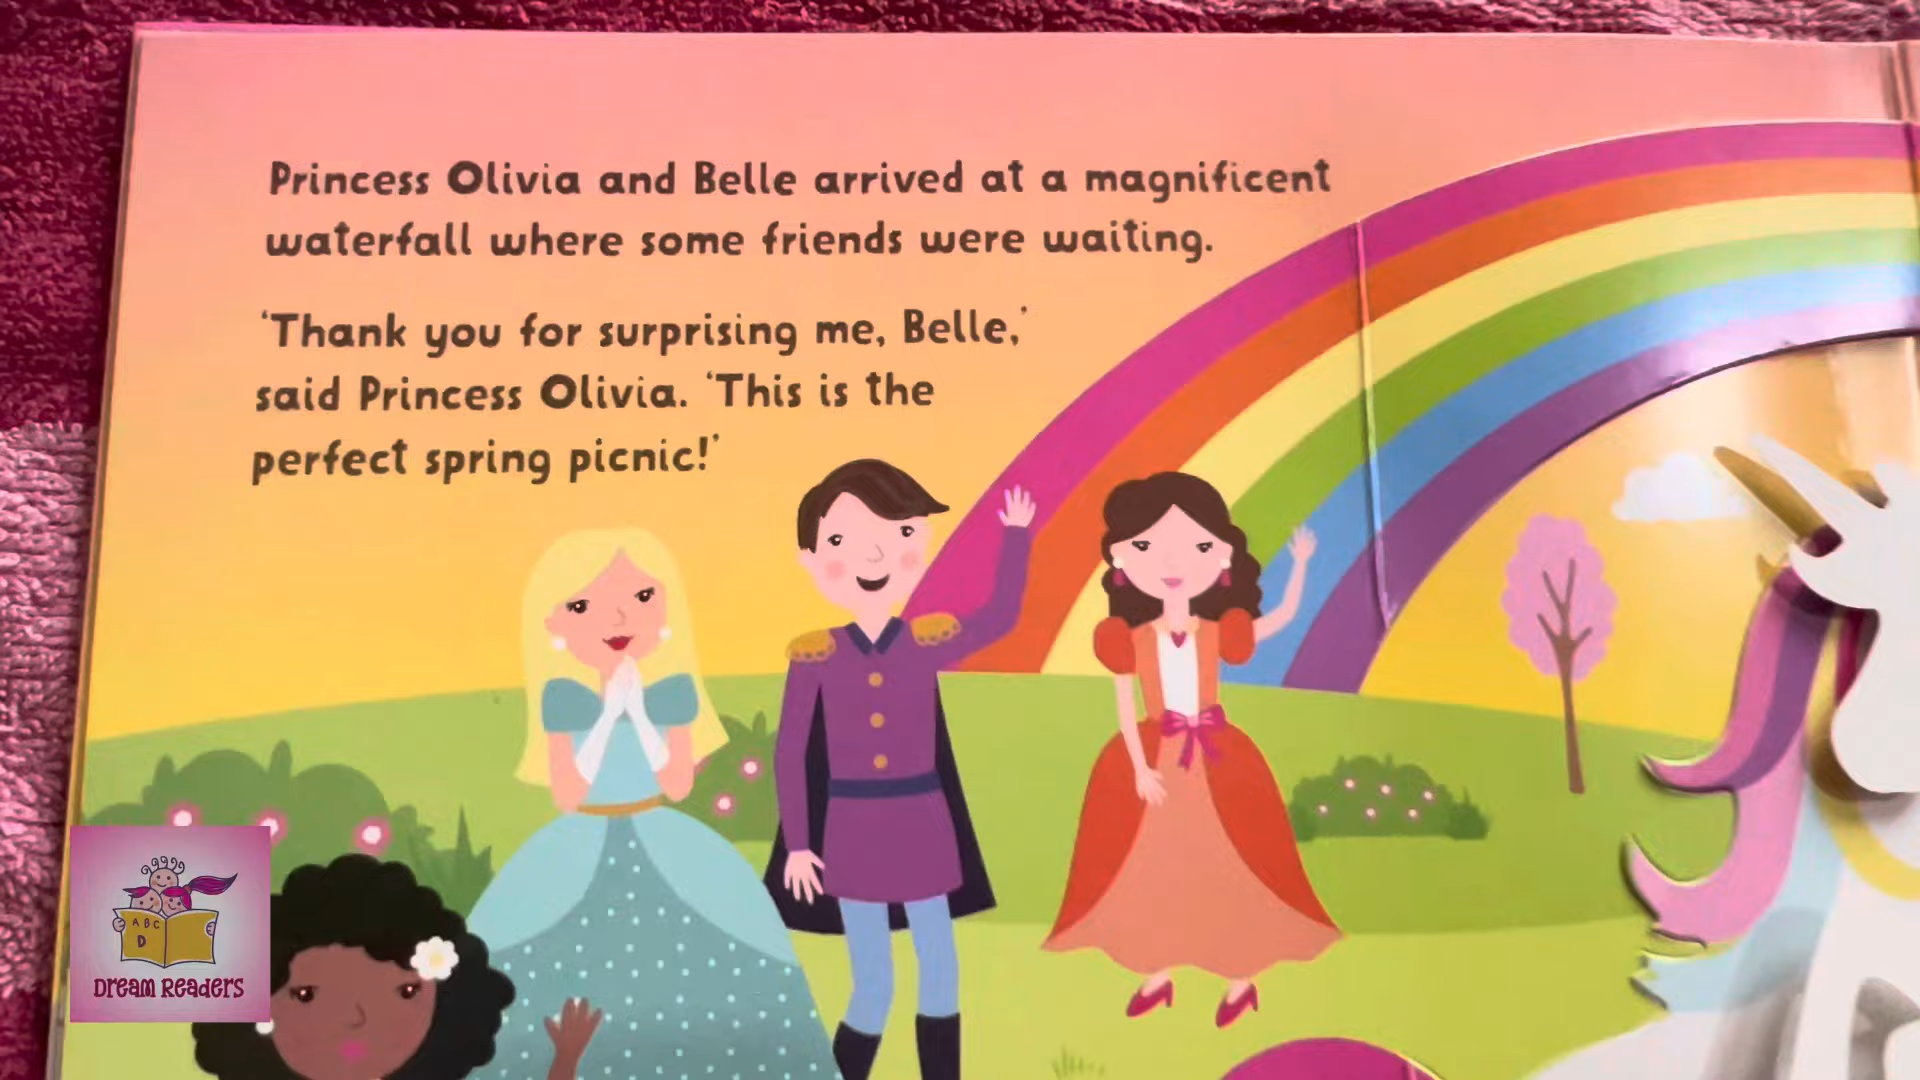 Princess Olivia and Belle arrived at a magnificent
waterfall where some friends were waiting.
‘Thank you for surprising me, Belle,’
said Princess Olivia. ‘This is the
perfect spring picnic!’
A B C
D
Dream Readers